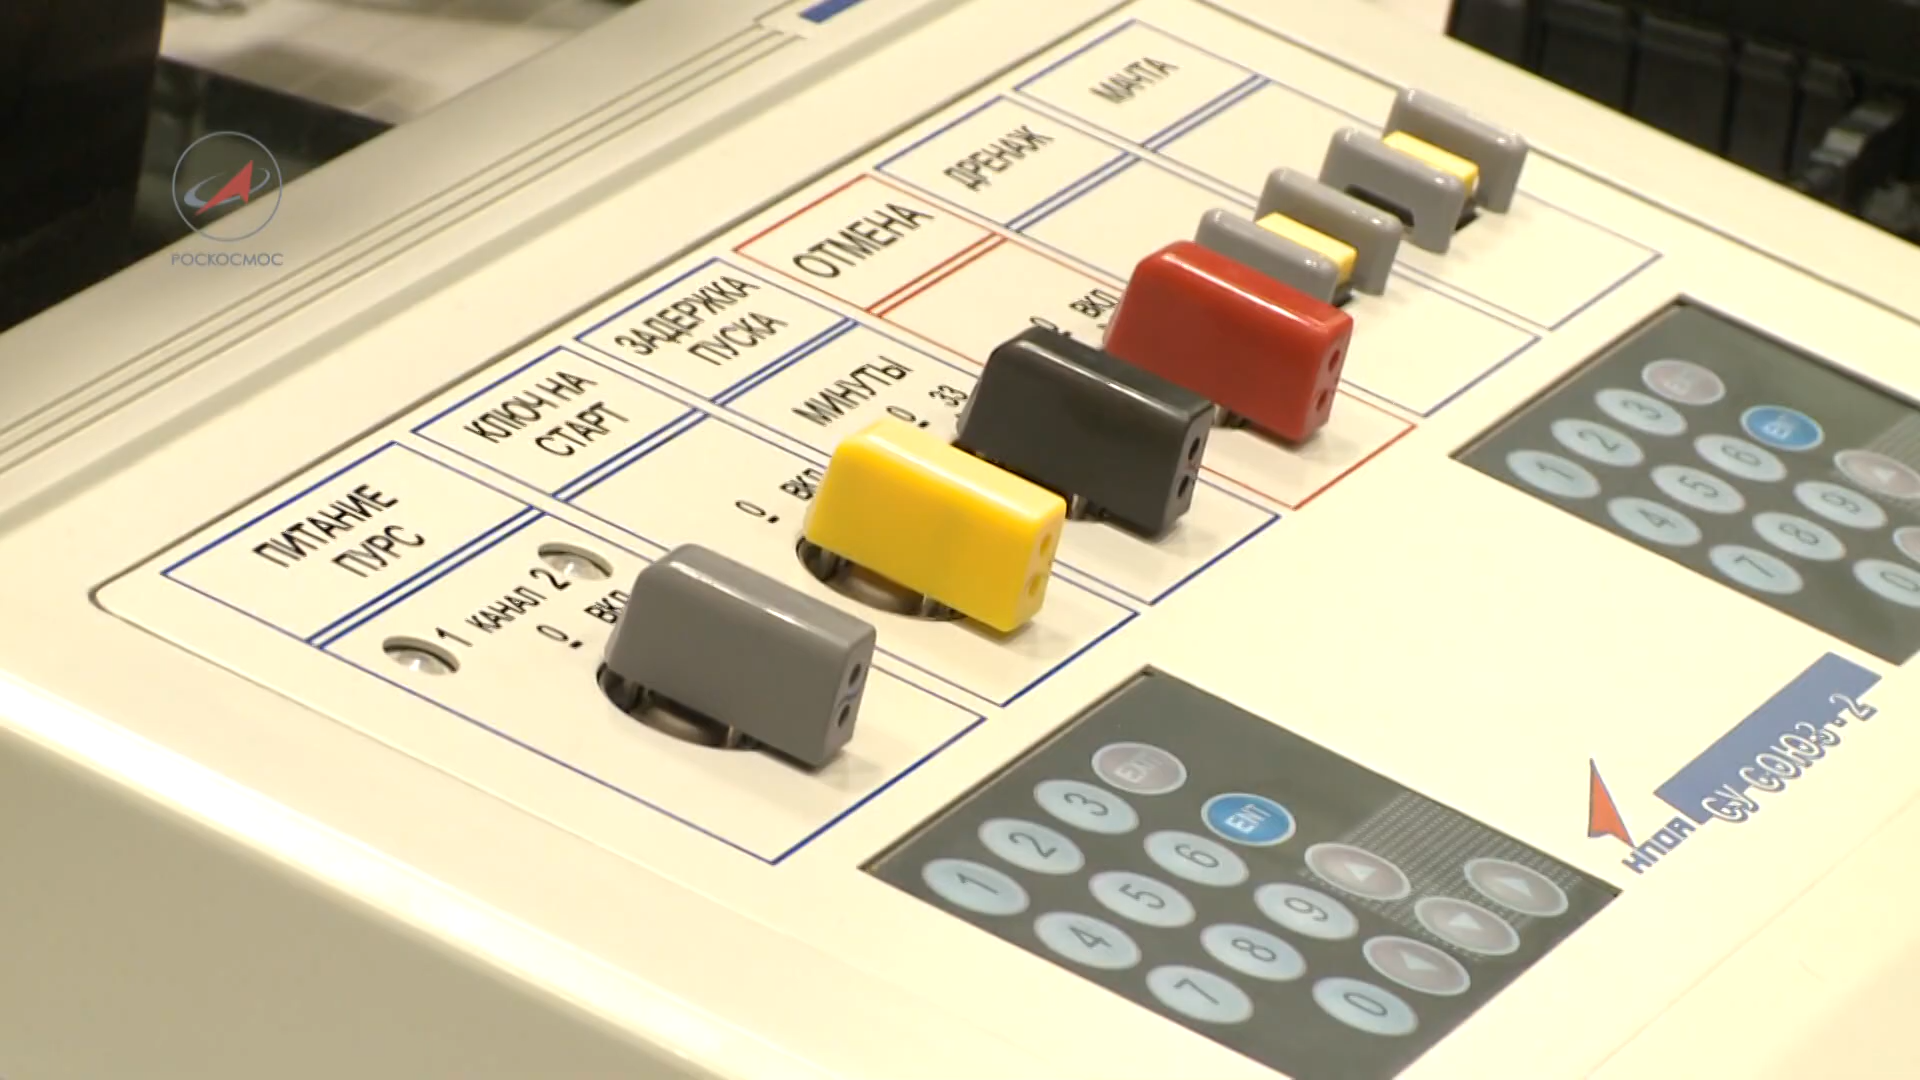 РОСКОСМОС
МАЧТА
ДРЕНАЖ
ОТМЕНА
0 ВКЛ
ЗАДЕРЖКА
ПУСКА
МИНУТЫ
0 33
КЛЮЧ НА
СТАРТ
0 ВКЛ
ПИТАНИЕ
ПУРС
1 КАНАЛ 2
0 ВКЛ
3
2 ENT
1 6
5 9
4 8
7 0
НПОА СУ СОЮЗ-2
3
2 ENT
1 6
5 9
4 8
7 0